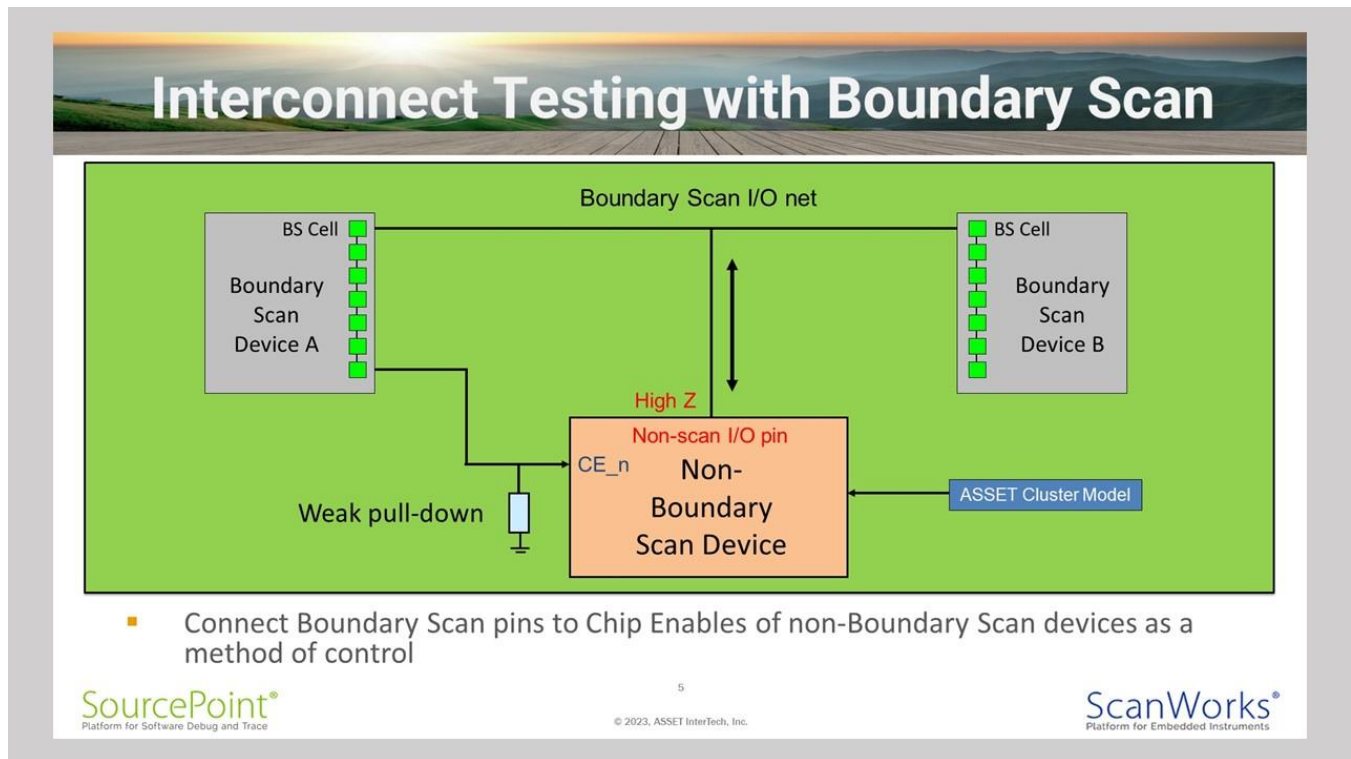 Interconnect Testing with Boundary Scan
Boundary Scan I/O net
BS Cell
Boundary
Scan
Device A
BS Cell
Boundary
Scan
Device B
High Z
Non-scan I/O pin
CE_n
Non-
Boundary
Scan Device
Weak pull-down
ASSET Cluster Model
▪ Connect Boundary Scan pins to Chip Enables of non-Boundary Scan devices as a
method of control
SourcePoint®
Platform for Software Debug and Trace
5
© 2023, ASSET InterTech, Inc.
ScanWorks®
Platform for Embedded Instruments